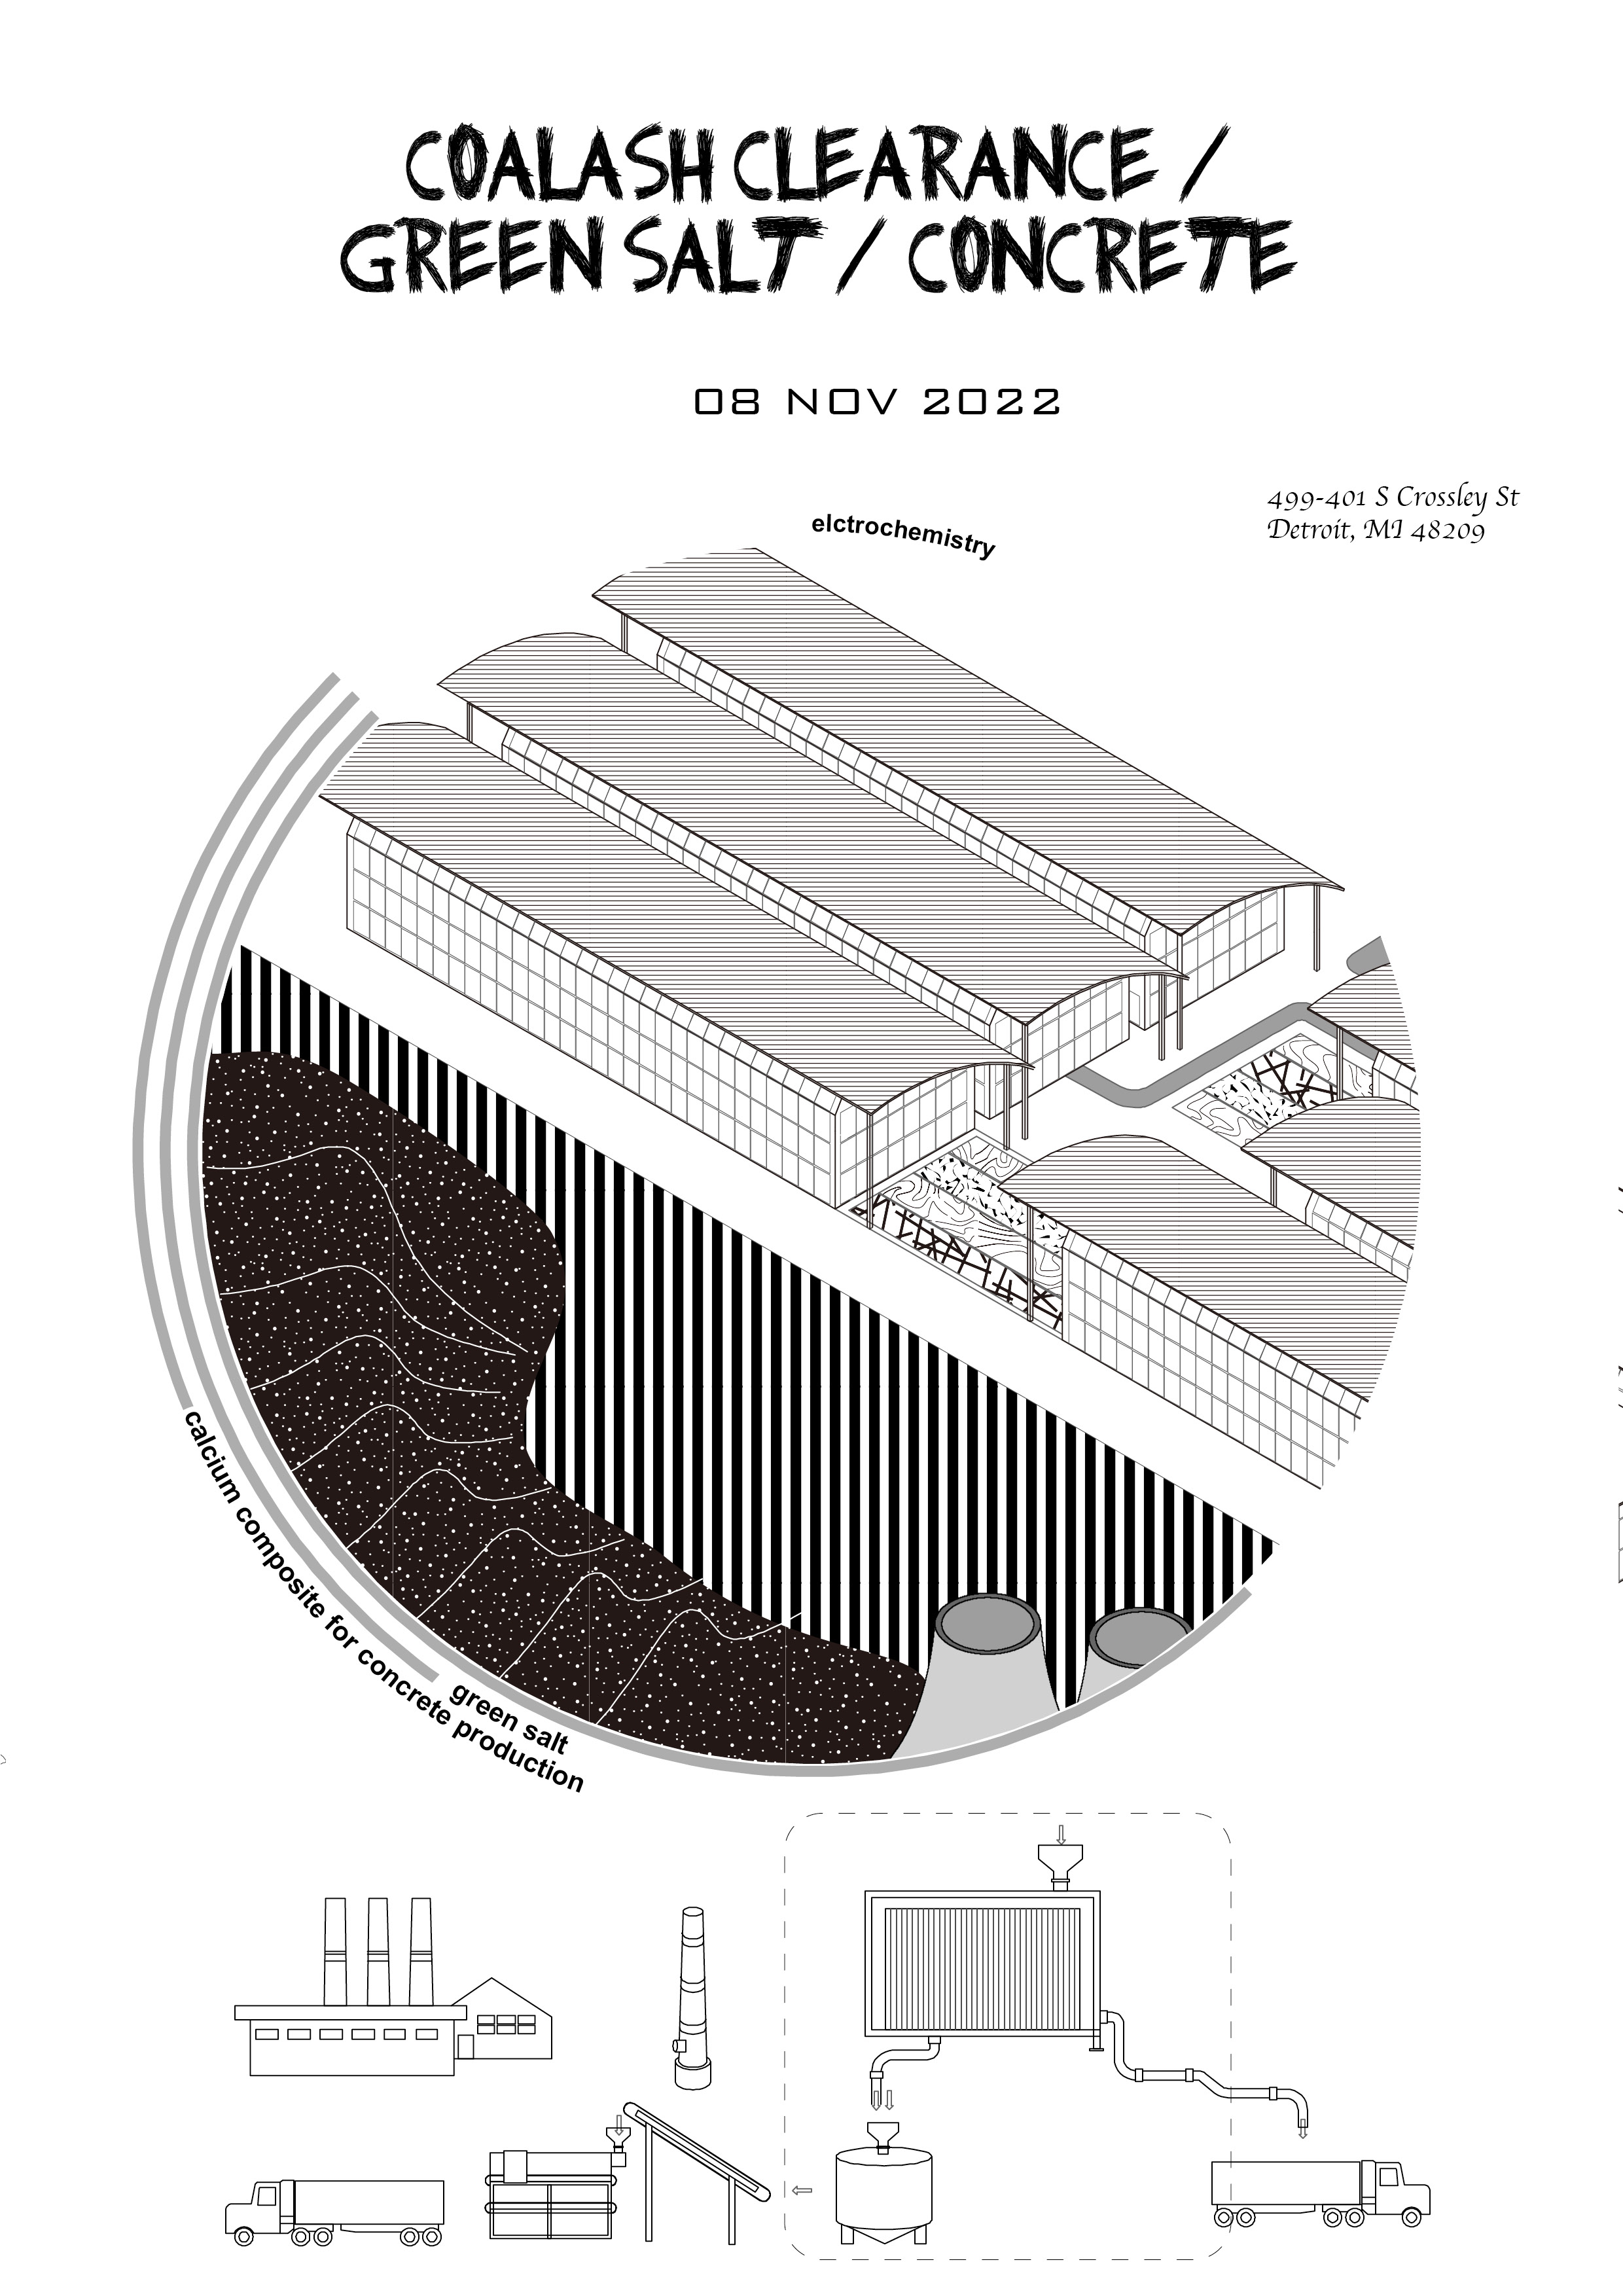 COALASH CLEARANCE /
GREEN SALT / CONCRETE
08 NOV 2022
499-401 S Crossley St
Detroit, MI 48209
elctrochemistry
calcium composite for concrete production
green salt